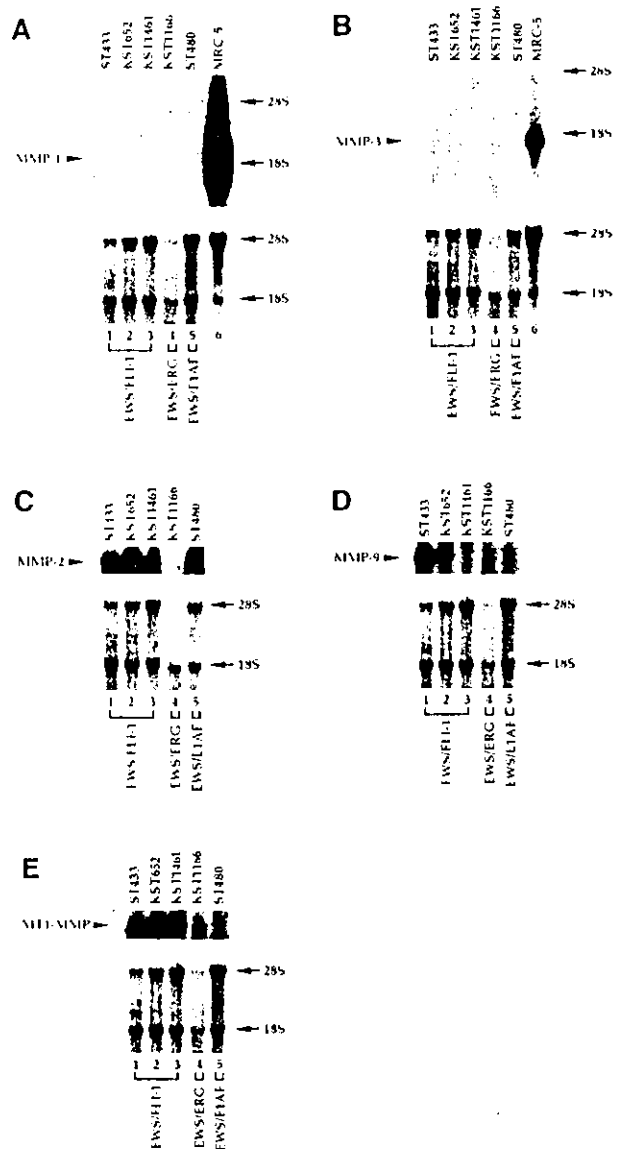 A
ST433
KST652
KST1461
KST1166
ST480
MRC-5
28S
MMP-1
18S
28S
18S
1 2 3 4 5 6
EWS/FLI-1
EWS/ERG
EWS/E1AF
B
ST433
KST652
KST1461
KST1166
ST480
MRC-5
28S
18S
MMP-3
28S
18S
1 2 3 4 5 6
EWS/FLI-1
EWS/ERG
EWS/E1AF
C
ST433
KST652
KST1461
KST1166
ST480
MMP-2
28S
18S
1 2 3 4 5
EWS/FLI-1
EWS/ERG
EWS/E1AF
D
ST433
KST652
KST1461
KST1166
ST480
MMP-9
28S
18S
1 2 3 4 5
EWS/FLI-1
EWS/ERG
EWS/E1AF
E
ST433
KST652
KST1461
KST1166
ST480
MT1-MMP
28S
18S
1 2 3 4 5
EWS/FLI-1
EWS/ERG
EWS/E1AF